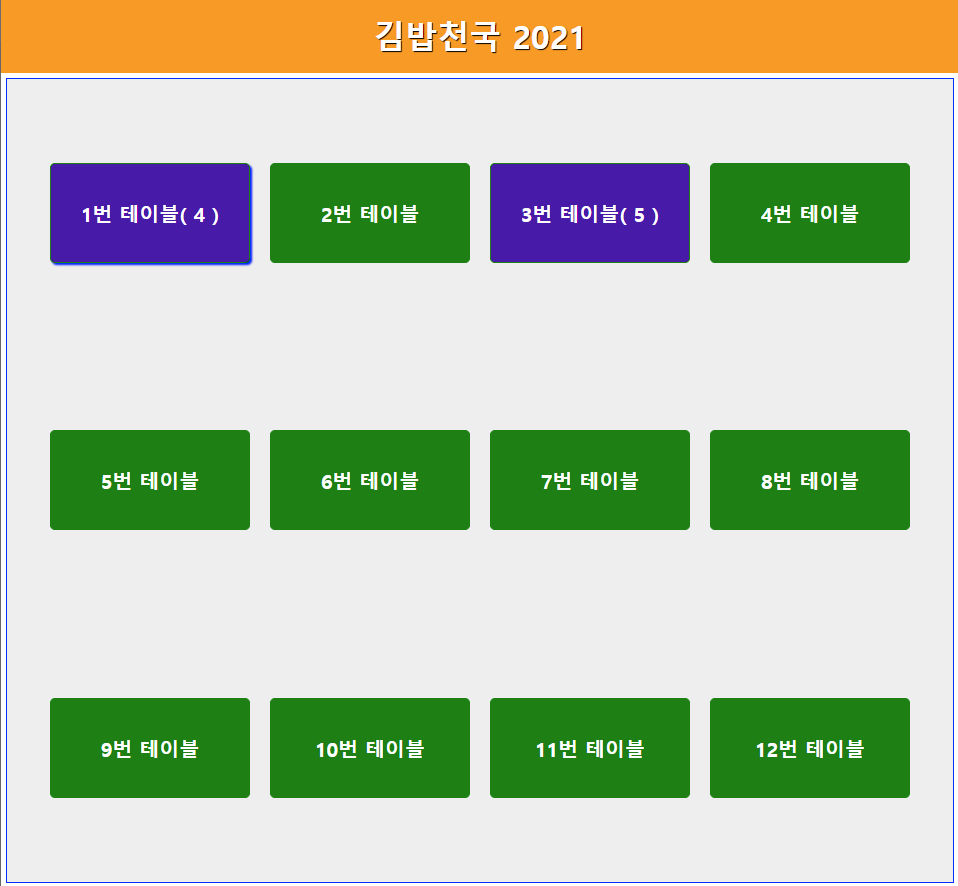 김밥천국 2021
1번 테이블( 4 )
2번 테이블
3번 테이블( 5 )
4번 테이블
5번 테이블
6번 테이블
7번 테이블
8번 테이블
9번 테이블
10번 테이블
11번 테이블
12번 테이블